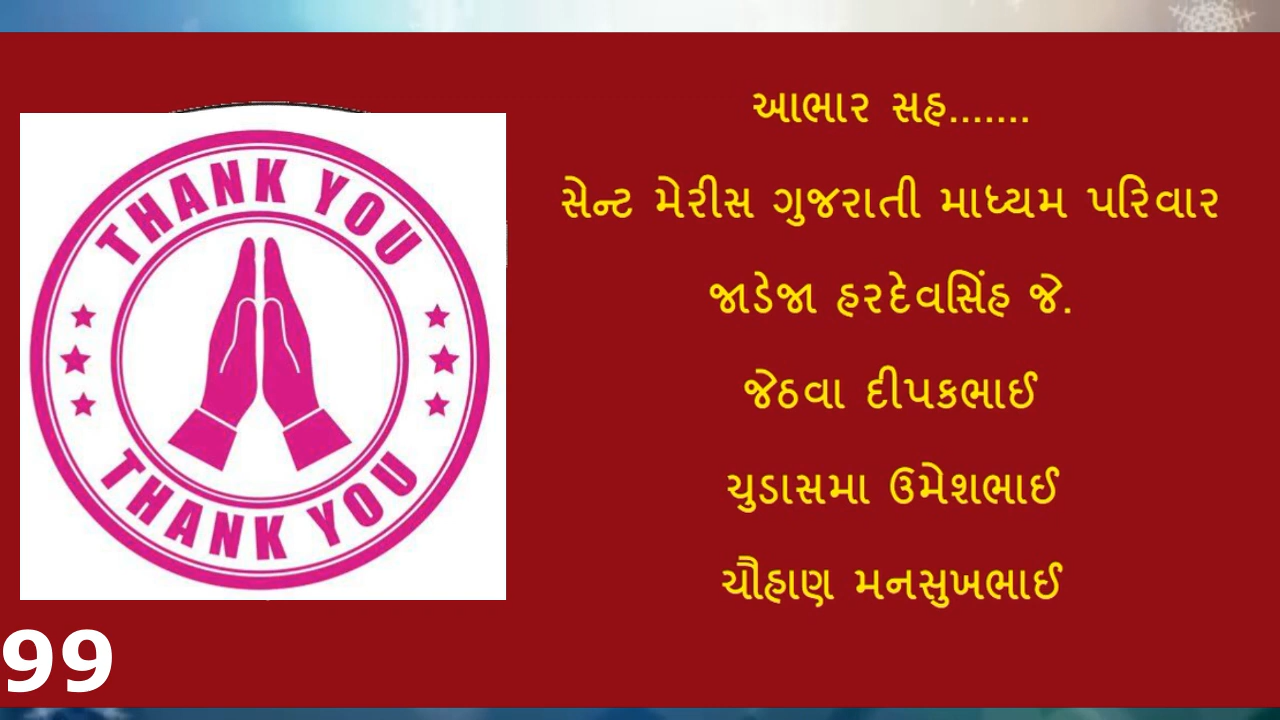 THANK YOU
THANK YOU
આભાર સહ.......
સેન્ટ મેરીસ ગુજરાતી માધ્યમ પરિવાર
જાડેજા હરદેવસિંહ જે.
જેઠવા દીપકભાઈ
ચુડાસમા ઉમેશભાઈ
ચૌહાણ મનસુખભાઈ
99